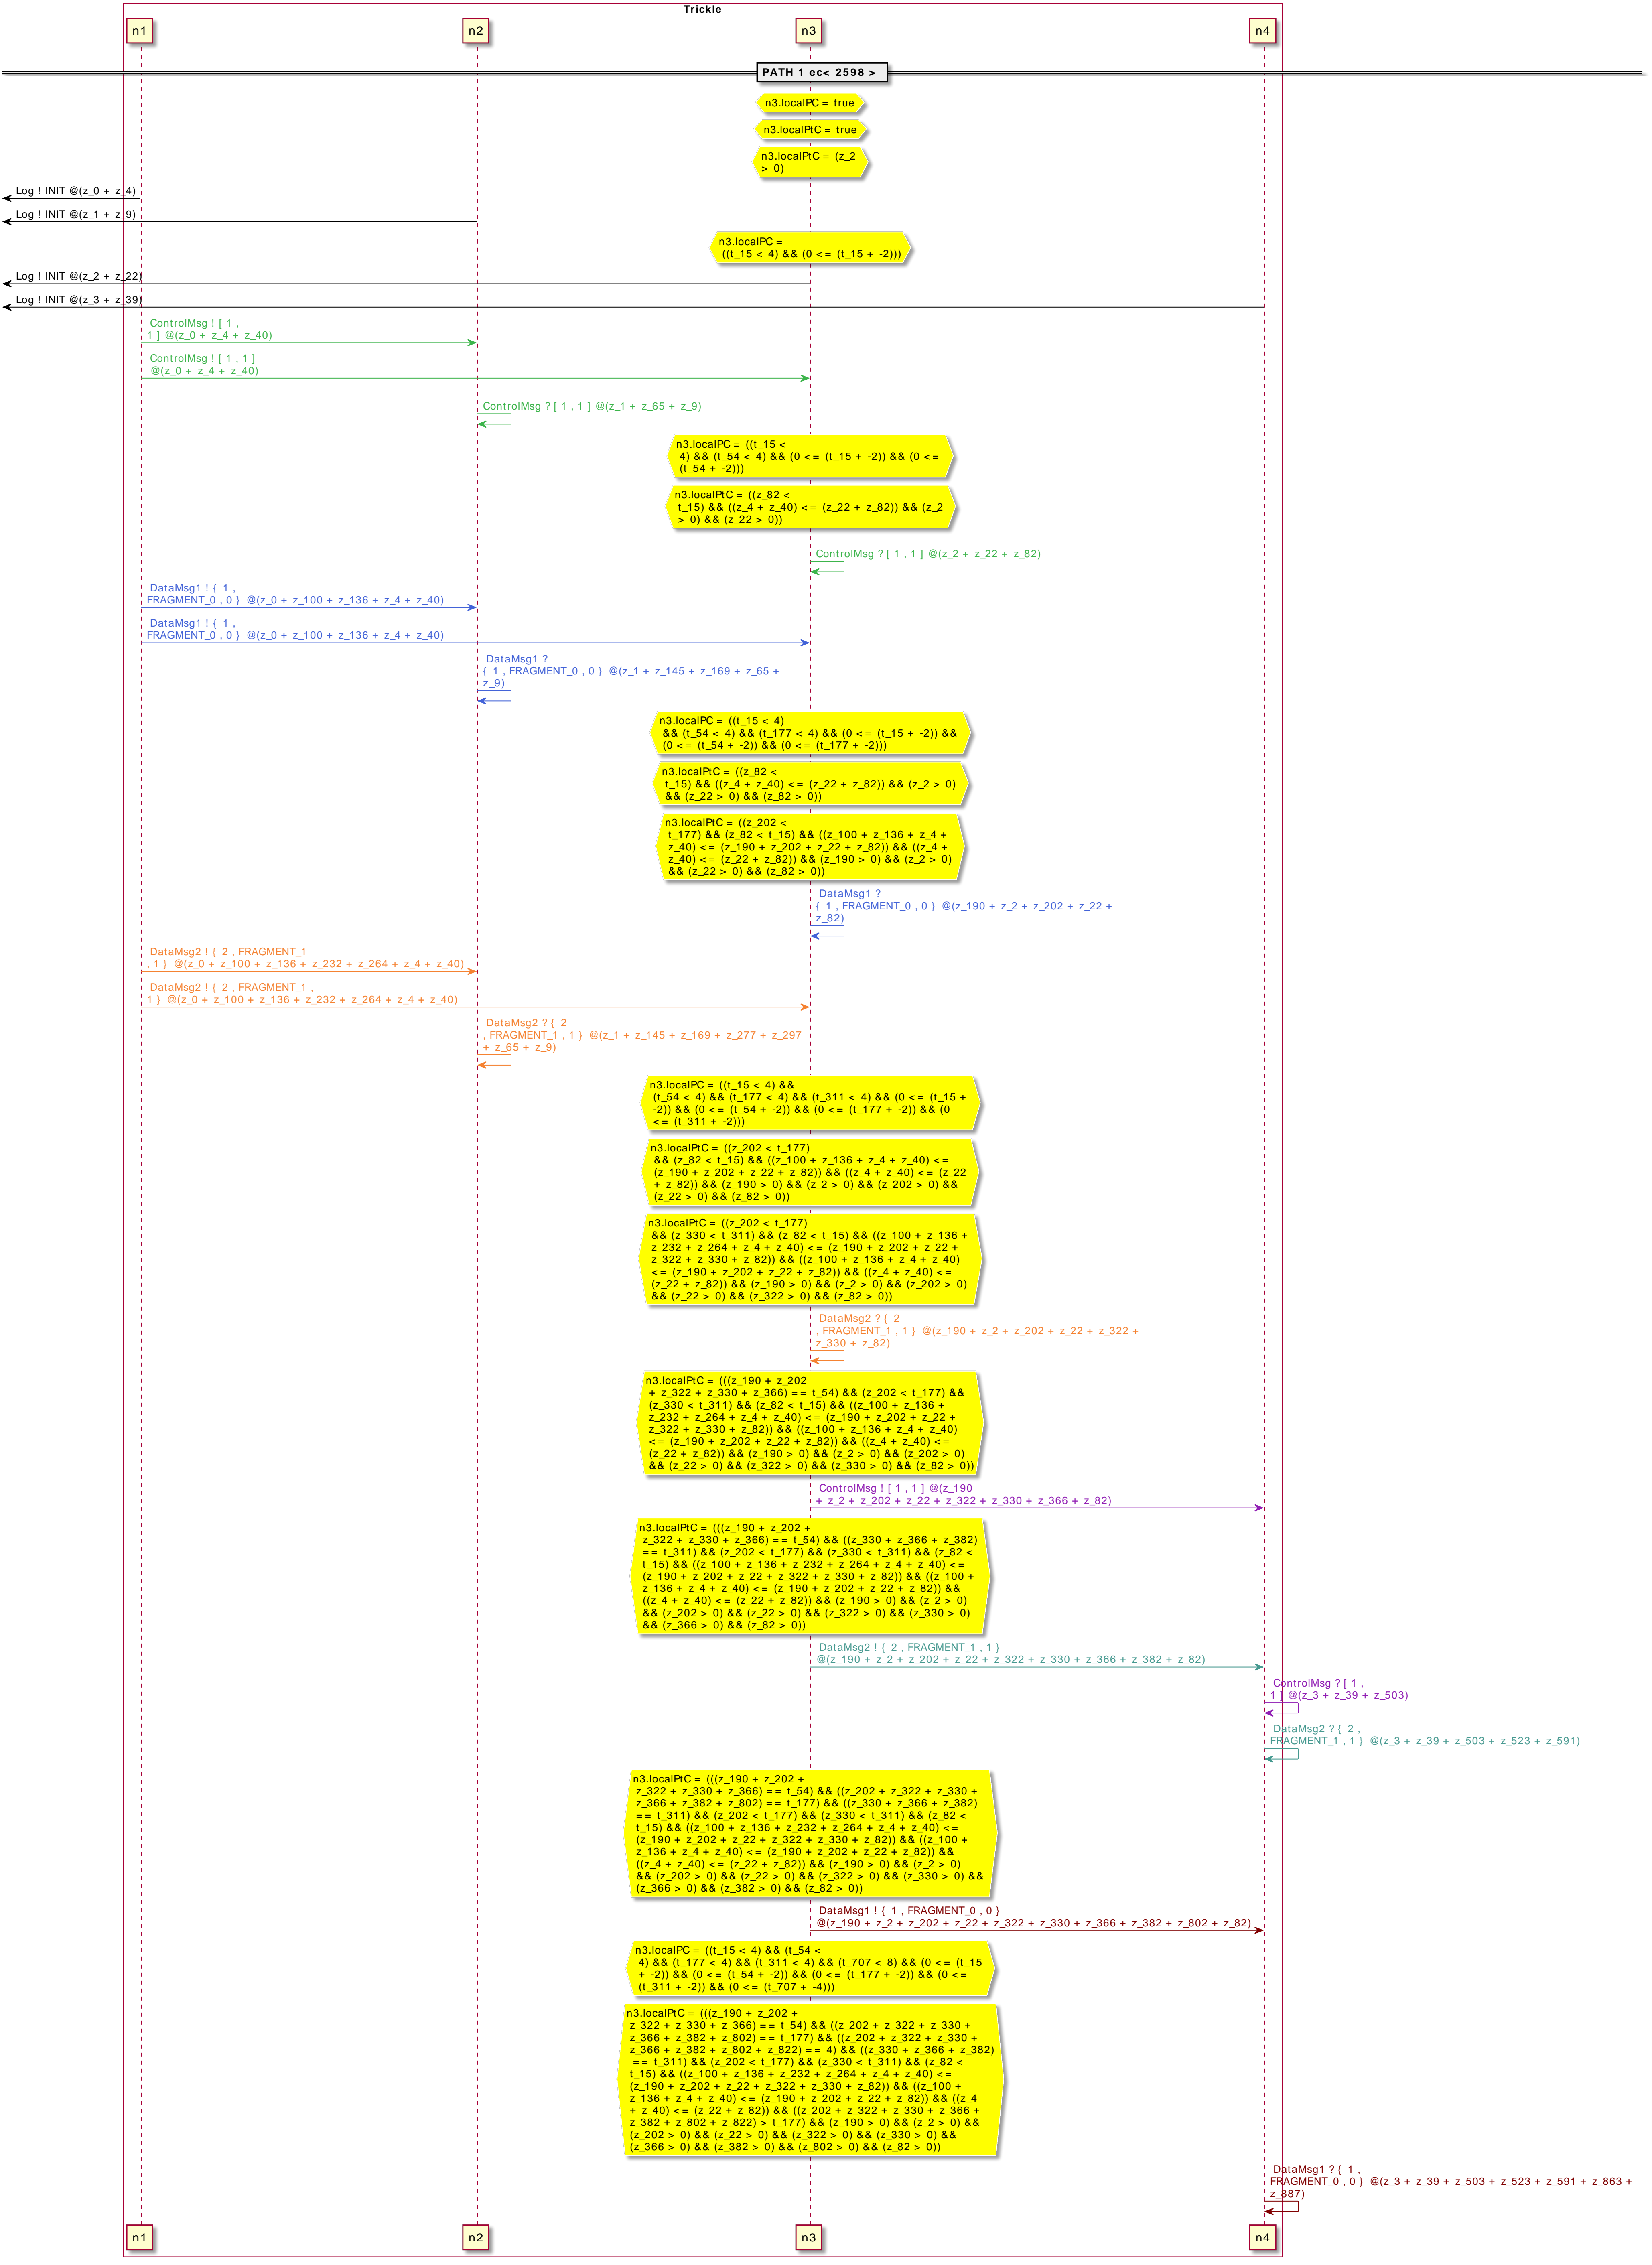 Trickle
n1 n2 n3 n4
PATH 1 ec< 2598 >
n3.localPC = true
n3.localPtC = true
n3.localPtC = (z_2
> 0)
Log ! INIT @(z_0 + z_4)
Log ! INIT @(z_1 + z_9)
n3.localPC =
((t_15 < 4) && (0 <= (t_15 + -2)))
Log ! INIT @(z_2 + z_22)
Log ! INIT @(z_3 + z_39)
ControlMsg ! [ 1 ,
1 ] @(z_0 + z_4 + z_40)
ControlMsg ! [ 1 , 1 ]
@(z_0 + z_4 + z_40)
ControlMsg ? [ 1 , 1 ] @(z_1 + z_65 + z_9)
n3.localPC = ((t_15 <
4) && (t_54 < 4) && (0 <= (t_15 + -2)) && (0 <=
(t_54 + -2)))
n3.localPtC = ((z_82 <
t_15) && ((z_4 + z_40) <= (z_22 + z_82)) && (z_2
> 0) && (z_22 > 0))
ControlMsg ? [ 1 , 1 ] @(z_2 + z_22 + z_82)
DataMsg1 ! { 1 ,
FRAGMENT_0 , 0 } @(z_0 + z_100 + z_136 + z_4 + z_40)
DataMsg1 ! { 1 ,
FRAGMENT_0 , 0 } @(z_0 + z_100 + z_136 + z_4 + z_40)
DataMsg1 ?
{ 1 , FRAGMENT_0 , 0 } @(z_1 + z_145 + z_169 + z_65 +
z_9)
n3.localPC = ((t_15 < 4)
&& (t_54 < 4) && (t_177 < 4) && (0 <= (t_15 + -2)) &&
(0 <= (t_54 + -2)) && (0 <= (t_177 + -2)))
n3.localPtC = ((z_82 <
t_15) && ((z_4 + z_40) <= (z_22 + z_82)) && (z_2 > 0)
&& (z_22 > 0) && (z_82 > 0))
n3.localPtC = ((z_202 <
t_177) && (z_82 < t_15) && ((z_100 + z_136 + z_4 +
z_40) <= (z_190 + z_202 + z_22 + z_82)) && ((z_4 +
z_40) <= (z_22 + z_82)) && (z_190 > 0) && (z_2 > 0)
&& (z_22 > 0) && (z_82 > 0))
DataMsg1 ?
{ 1 , FRAGMENT_0 , 0 } @(z_190 + z_2 + z_202 + z_22 +
z_82)
DataMsg2 ! { 2 , FRAGMENT_1
, 1 } @(z_0 + z_100 + z_136 + z_232 + z_264 + z_4 + z_40)
DataMsg2 ! { 2 , FRAGMENT_1 ,
1 } @(z_0 + z_100 + z_136 + z_232 + z_264 + z_4 + z_40)
DataMsg2 ? { 2
, FRAGMENT_1 , 1 } @(z_1 + z_145 + z_169 + z_277 + z_297
+ z_65 + z_9)
n3.localPC = ((t_15 < 4) &&
(t_54 < 4) && (t_177 < 4) && (t_311 < 4) && (0 <= (t_15 +
-2)) && (0 <= (t_54 + -2)) && (0 <= (t_177 + -2)) && (0
<= (t_311 + -2)))
n3.localPtC = ((z_202 < t_177)
&& (z_82 < t_15) && ((z_100 + z_136 + z_4 + z_40) <=
(z_190 + z_202 + z_22 + z_82)) && ((z_4 + z_40) <= (z_22
+ z_82)) && (z_190 > 0) && (z_2 > 0) && (z_202 > 0) &&
(z_22 > 0) && (z_82 > 0))
n3.localPtC = ((z_202 < t_177)
&& (z_330 < t_311) && (z_82 < t_15) && ((z_100 + z_136 +
z_232 + z_264 + z_4 + z_40) <= (z_190 + z_202 + z_22 +
z_322 + z_330 + z_82)) && ((z_100 + z_136 + z_4 + z_40)
<= (z_190 + z_202 + z_22 + z_82)) && ((z_4 + z_40) <=
(z_22 + z_82)) && (z_190 > 0) && (z_2 > 0) && (z_202 > 0)
&& (z_22 > 0) && (z_322 > 0) && (z_82 > 0))
DataMsg2 ? { 2
, FRAGMENT_1 , 1 } @(z_190 + z_2 + z_202 + z_22 + z_322 +
z_330 + z_82)
n3.localPtC = (((z_190 + z_202
+ z_322 + z_330 + z_366) == t_54) && (z_202 < t_177) &&
(z_330 < t_311) && (z_82 < t_15) && ((z_100 + z_136 +
z_232 + z_264 + z_4 + z_40) <= (z_190 + z_202 + z_22 +
z_322 + z_330 + z_82)) && ((z_100 + z_136 + z_4 + z_40)
<= (z_190 + z_202 + z_22 + z_82)) && ((z_4 + z_40) <=
(z_22 + z_82)) && (z_190 > 0) && (z_2 > 0) && (z_202 > 0)
&& (z_22 > 0) && (z_322 > 0) && (z_330 > 0) && (z_82 > 0))
ControlMsg ! [ 1 , 1 ] @(z_190
+ z_2 + z_202 + z_22 + z_322 + z_330 + z_366 + z_82)
n3.localPtC = (((z_190 + z_202 +
z_322 + z_330 + z_366) == t_54) && ((z_330 + z_366 + z_382)
== t_311) && (z_202 < t_177) && (z_330 < t_311) && (z_82 <
t_15) && ((z_100 + z_136 + z_232 + z_264 + z_4 + z_40) <=
(z_190 + z_202 + z_22 + z_322 + z_330 + z_82)) && ((z_100 +
z_136 + z_4 + z_40) <= (z_190 + z_202 + z_22 + z_82)) &&
((z_4 + z_40) <= (z_22 + z_82)) && (z_190 > 0) && (z_2 > 0)
&& (z_202 > 0) && (z_22 > 0) && (z_322 > 0) && (z_330 > 0)
&& (z_366 > 0) && (z_82 > 0))
DataMsg2 ! { 2 , FRAGMENT_1 , 1 }
@(z_190 + z_2 + z_202 + z_22 + z_322 + z_330 + z_366 + z_382 + z_82)
ControlMsg ? [ 1 ,
1 ] @(z_3 + z_39 + z_503)
DataMsg2 ? { 2 ,
FRAGMENT_1 , 1 } @(z_3 + z_39 + z_503 + z_523 + z_591)
n3.localPtC = (((z_190 + z_202 +
z_322 + z_330 + z_366) == t_54) && ((z_202 + z_322 + z_330 +
z_366 + z_382 + z_802) == t_177) && ((z_330 + z_366 + z_382)
== t_311) && (z_202 < t_177) && (z_330 < t_311) && (z_82 <
t_15) && ((z_100 + z_136 + z_232 + z_264 + z_4 + z_40) <=
(z_190 + z_202 + z_22 + z_322 + z_330 + z_82)) && ((z_100 +
z_136 + z_4 + z_40) <= (z_190 + z_202 + z_22 + z_82)) &&
((z_4 + z_40) <= (z_22 + z_82)) && (z_190 > 0) && (z_2 > 0)
&& (z_202 > 0) && (z_22 > 0) && (z_322 > 0) && (z_330 > 0) &&
(z_366 > 0) && (z_382 > 0) && (z_82 > 0))
DataMsg1 ! { 1 , FRAGMENT_0 , 0 }
@(z_190 + z_2 + z_202 + z_22 + z_322 + z_330 + z_366 + z_382 + z_802 + z_82)
n3.localPC = ((t_15 < 4) && (t_54 <
4) && (t_177 < 4) && (t_311 < 4) && (t_707 < 8) && (0 <= (t_15
+ -2)) && (0 <= (t_54 + -2)) && (0 <= (t_177 + -2)) && (0 <=
(t_311 + -2)) && (0 <= (t_707 + -4)))
n3.localPtC = (((z_190 + z_202 +
z_322 + z_330 + z_366) == t_54) && ((z_202 + z_322 + z_330 +
z_366 + z_382 + z_802) == t_177) && ((z_202 + z_322 + z_330 +
z_366 + z_382 + z_802 + z_822) == 4) && ((z_330 + z_366 + z_382)
== t_311) && (z_202 < t_177) && (z_330 < t_311) && (z_82 <
t_15) && ((z_100 + z_136 + z_232 + z_264 + z_4 + z_40) <=
(z_190 + z_202 + z_22 + z_322 + z_330 + z_82)) && ((z_100 +
z_136 + z_4 + z_40) <= (z_190 + z_202 + z_22 + z_82)) && ((z_4
+ z_40) <= (z_22 + z_82)) && ((z_202 + z_322 + z_330 + z_366 +
z_382 + z_802 + z_822) > t_177) && (z_190 > 0) && (z_2 > 0) &&
(z_202 > 0) && (z_22 > 0) && (z_322 > 0) && (z_330 > 0) &&
(z_366 > 0) && (z_382 > 0) && (z_802 > 0) && (z_82 > 0))
DataMsg1 ? { 1 ,
FRAGMENT_0 , 0 } @(z_3 + z_39 + z_503 + z_523 + z_591 + z_863 +
z_887)
n1 n2 n3 n4